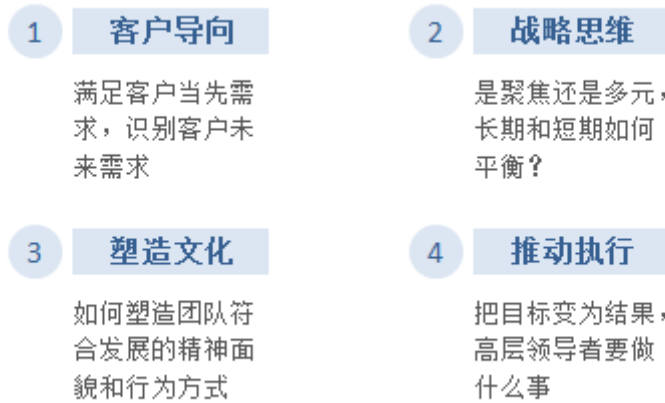 1 客户导向
满足客户当先需
求，识别客户未
来需求
2 战略思维
是聚焦还是多元，
长期和短期如何
平衡？
3 塑造文化
如何塑造团队符
合发展的精神面
貌和行为方式
4 推动执行
把目标变为结果，
高层领导者要做
什么事